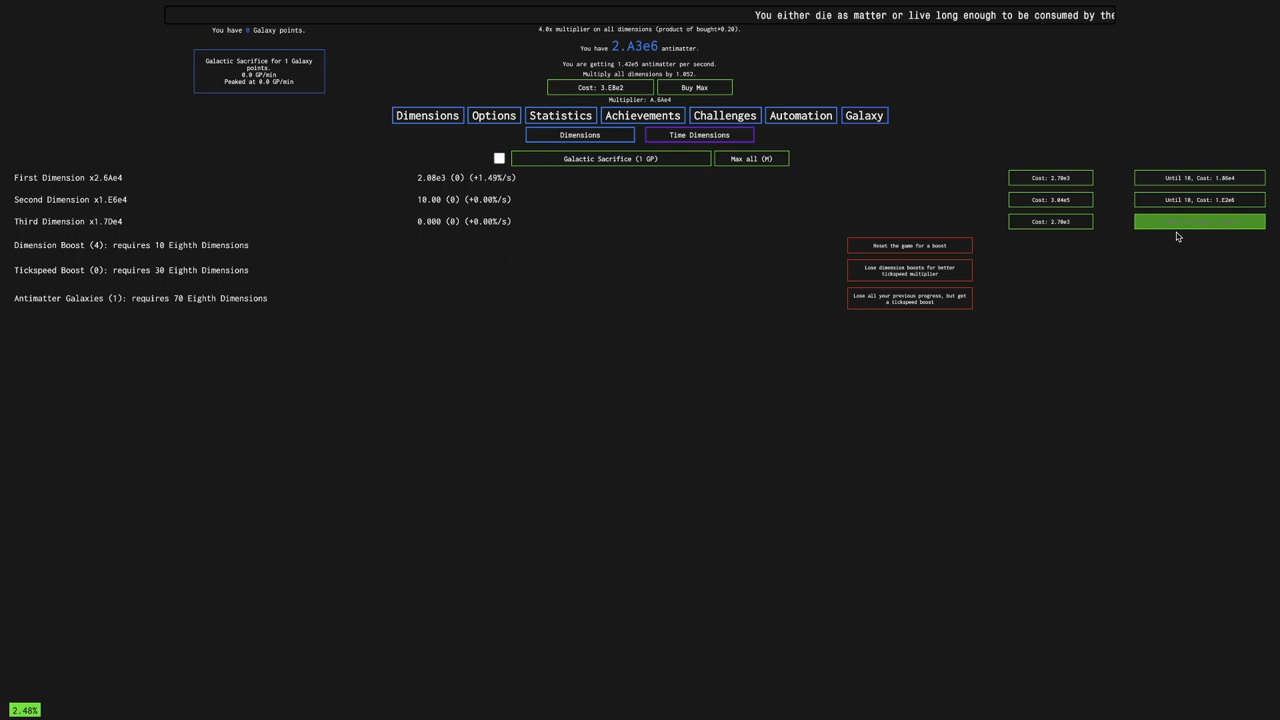 You either die as matter or live long enough to be consumed by the
You have 0 Galaxy points.
4.0x multiplier on all dimensions (product of bought+0.20).
You have 2.A3e6 antimatter.
Galactic Sacrifice for 1 Galaxy
points.
0.0 GP/min
Peaked at 0.0 GP/min
You are getting 1.42e5 antimatter per second.
Multiply all dimensions by 1.052.
Cost: 3.E8e2 Buy Max
Multiplier: A.6Ae4
Dimensions Options Statistics Achievements Challenges Automation Galaxy
Dimensions Time Dimensions
Galactic Sacrifice (1 GP) Max all (M)
First Dimension x2.6Ae4 2.08e3 (0) (+1.49%/s) Cost: 2.70e3 Until 10, Cost: 1.86e4
Second Dimension x1.E6e4 10.00 (0) (+0.00%/s) Cost: 3.04e5 Until 10, Cost: 1.E2e6
Third Dimension x1.7De4 0.000 (0) (+0.00%/s) Cost: 2.70e3
Dimension Boost (4): requires 10 Eighth Dimensions Reset the game for a boost
Tickspeed Boost (0): requires 30 Eighth Dimensions Lose dimension boosts for better
tickspeed multiplier
Antimatter Galaxies (1): requires 70 Eighth Dimensions Lose all your previous progress, but get
a tickspeed boost
2.48%